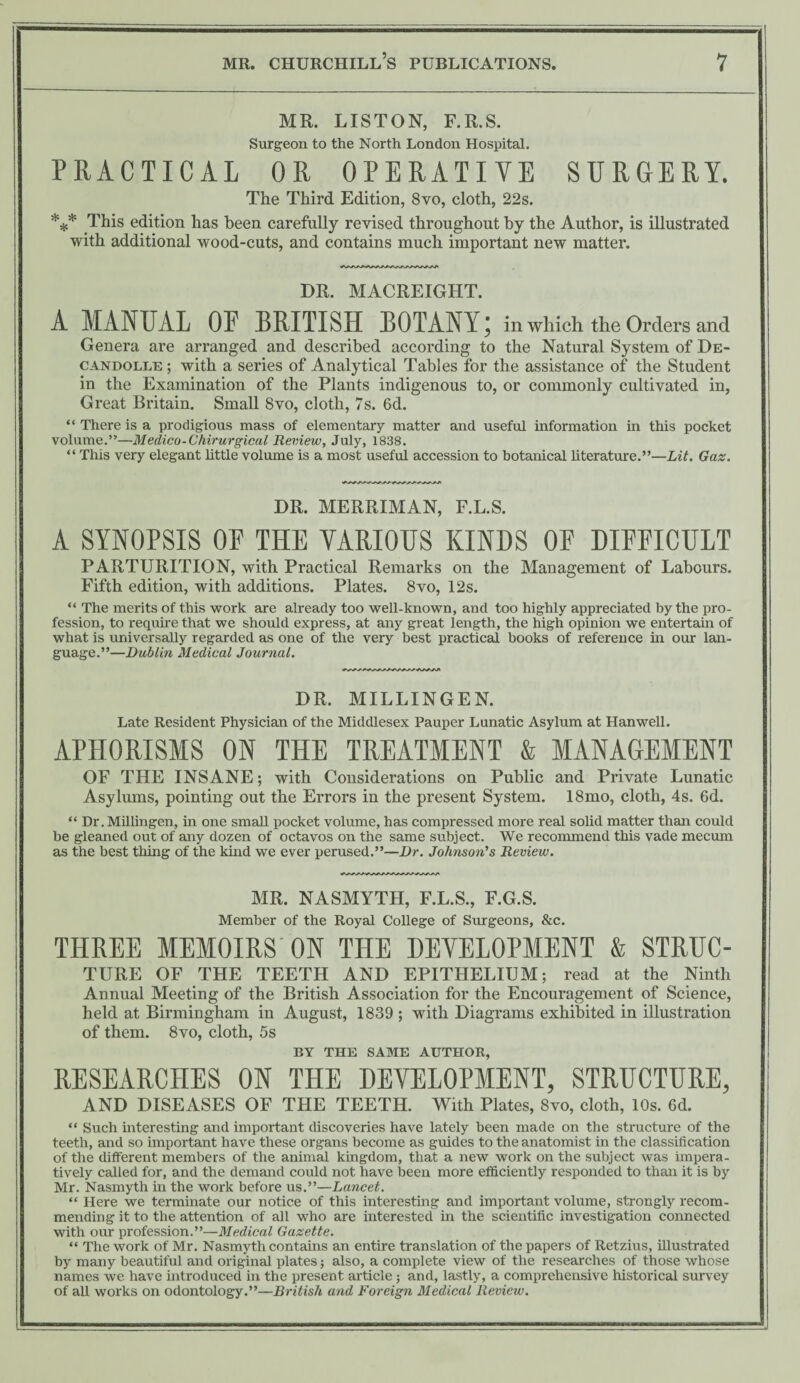 MR. CHURCHILL'S PUBLICATIONS. 7
MR. LISTON, F.R.S.
Surgeon to the North London Hospital.
PRACTICAL OR OPERATIVE SURGERY.
The Third Edition, 8vo, cloth, 22s.
*** This edition has been carefully revised throughout by the Author, is illustrated
with additional wood-cuts, and contains much important new matter.
DR. MACREIGHT.
A MANUAL OF BRITISH BOTANY; in which the Orders and
Genera are arranged and described according to the Natural System of DE-
CANDOLLE; with a series of Analytical Tables for the assistance of the Student
in the Examination of the Plants indigenous to, or commonly cultivated in,
Great Britain. Small 8vo, cloth, 7s. 6d.
“ There is a prodigious mass of elementary matter and useful information in this pocket
volume.”—Medico-Chirurgical Review, July, 1838.
“ This very elegant little volume is a most useful accession to botanical literature.”—Lit. Gaz.
DR. MERRIMAN, F.L.S.
A SYNOPSIS OF THE VARIOUS KINDS OF DIFFICULT
PARTURITION, with Practical Remarks on the Management of Labours.
Fifth edition, with additions. Plates. 8vo, 12s.
“ The merits of this work are already too well-known, and too highly appreciated by the pro-
fession, to require that we should express, at any great length, the high opinion we entertain of
what is universally regarded as one of the very best practical books of reference in our lan-
guage.”—Dublin Medical Journal.
DR. MILLINGEN.
Late Resident Physician of the Middlesex Pauper Lunatic Asylum at Hanwell.
APHORISMS ON THE TREATMENT & MANAGEMENT
OF THE INSANE; with Considerations on Public and Private Lunatic
Asylums, pointing out the Errors in the present System. 18mo, cloth, 4s. 6d.
“ Dr. Millingen, in one small pocket volume, has compressed more real solid matter than could
be gleaned out of any dozen of octavos on the same subject. We recommend this vade mecum
as the best thing of the kind we ever perused.”—Dr. Johnson's Review.
MR. NASMYTH, F.L.S., F.G.S.
Member of the Royal College of Surgeons, &c.
THREE MEMOIRS ON THE DEVELOPMENT & STRUC-
TURE OF THE TEETH AND EPITHELIUM; read at the Ninth
Annual Meeting of the British Association for the Encouragement of Science,
held at Birmingham in August, 1839; with Diagrams exhibited in illustration
of them. 8vo, cloth, 5s
BY THE SAME AUTHOR,
RESEARCHES ON THE DEVELOPMENT, STRUCTURE,
AND DISEASES OF THE TEETH. With Plates, 8vo, cloth, 10s. 6d.
“ Such interesting and important discoveries have lately been made on the structure of the
teeth, and so important have these organs become as guides to the anatomist in the classification
of the different members of the animal kingdom, that a new work on the subject was impera-
tively called for, and the demand could not have been more efficiently responded to than it is by
Mr. Nasmyth in the work before us.”—Lancet.
“ Here we terminate our notice of this interesting and important volume, strongly recom-
mending it to the attention of all who are interested in the scientific investigation connected
with our profession.”—Medical Gazette.
“ The work of Mr. Nasmyth contains an entire translation of the papers of Retzius, illustrated
by many beautiful and original plates; also, a complete view of the researches of those whose
names we have introduced in the present article; and, lastly, a comprehensive historical survey
of all works on odontology.”—British and Foreign Medical Review.